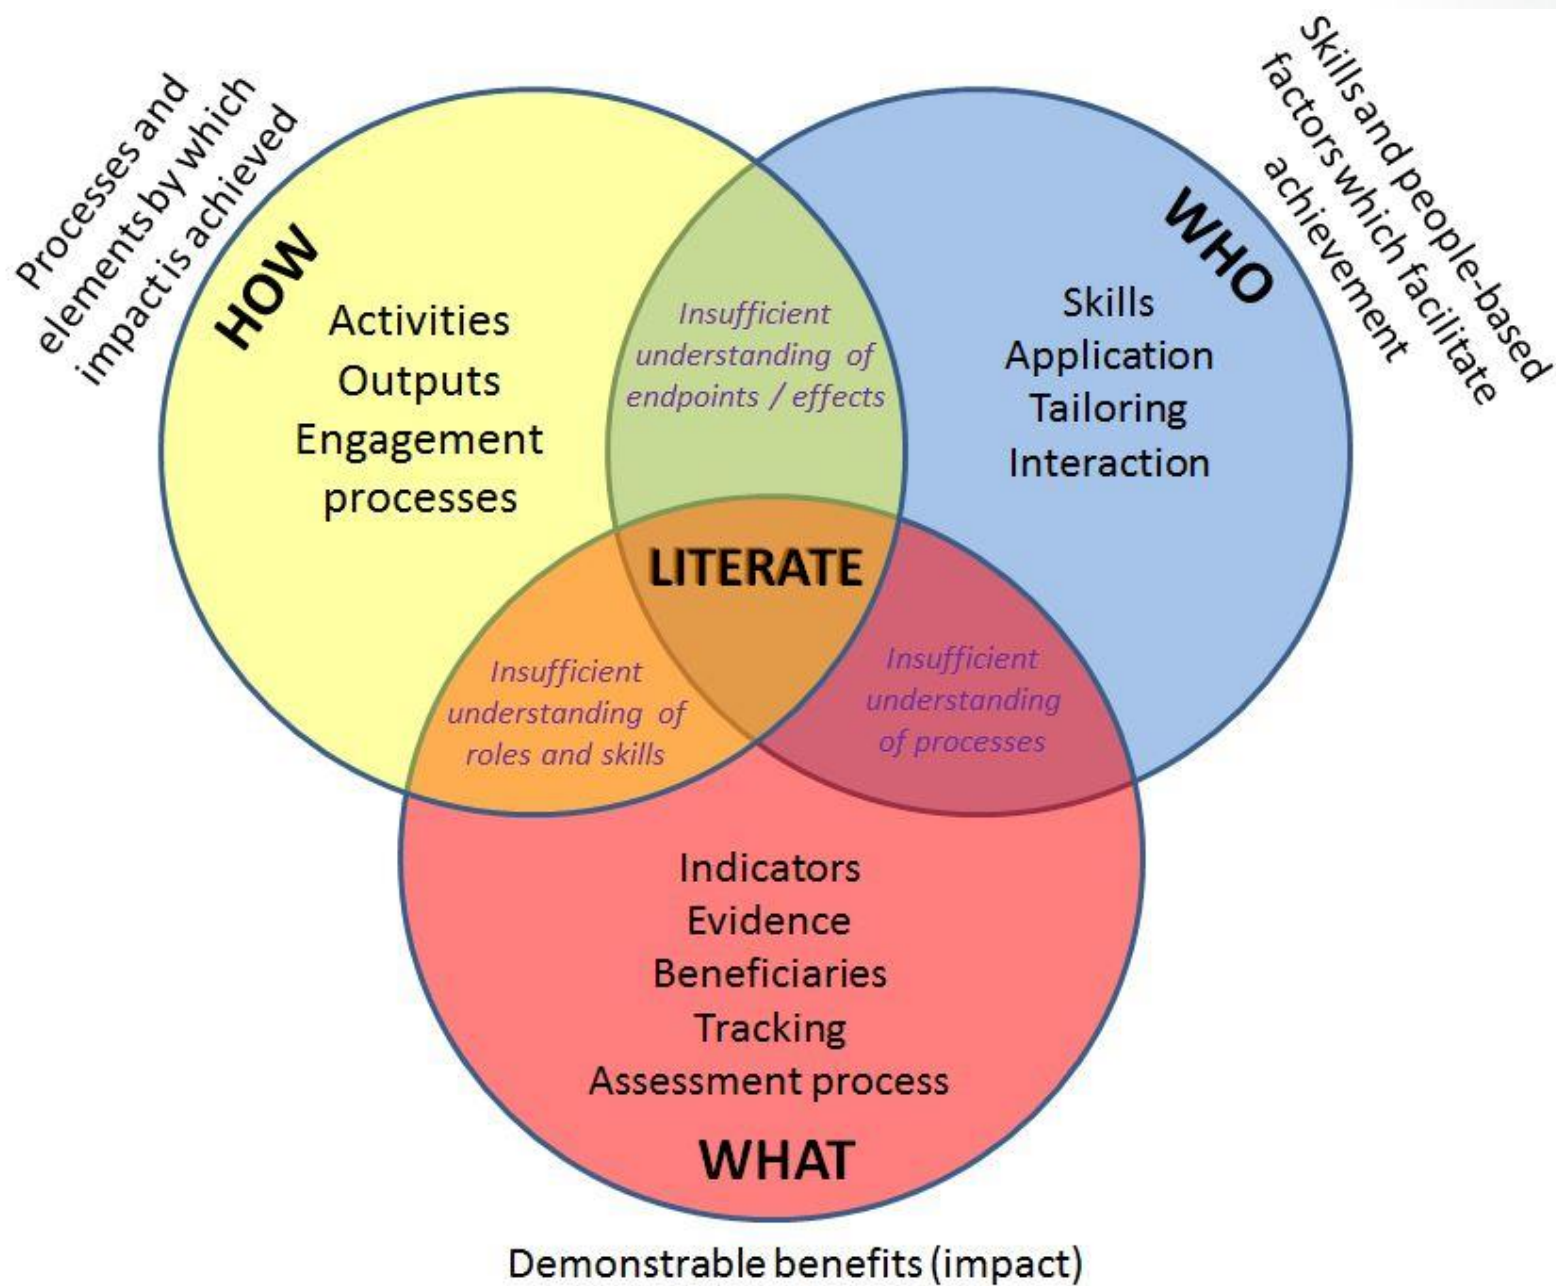 Processes and
elements by which
impact is achieved
HOW
Activities
Outputs
Engagement
processes
Insufficient
understanding of
endpoints / effects
Skills and people-based
factors which facilitate
achievement
WHO
Skills
Application
Tailoring
Interaction
LITERATE
Insufficient
understanding of
roles and skills
Insufficient
understanding
of processes
Indicators
Evidence
Beneficiaries
Tracking
Assessment process
WHAT
Demonstrable benefits (impact)